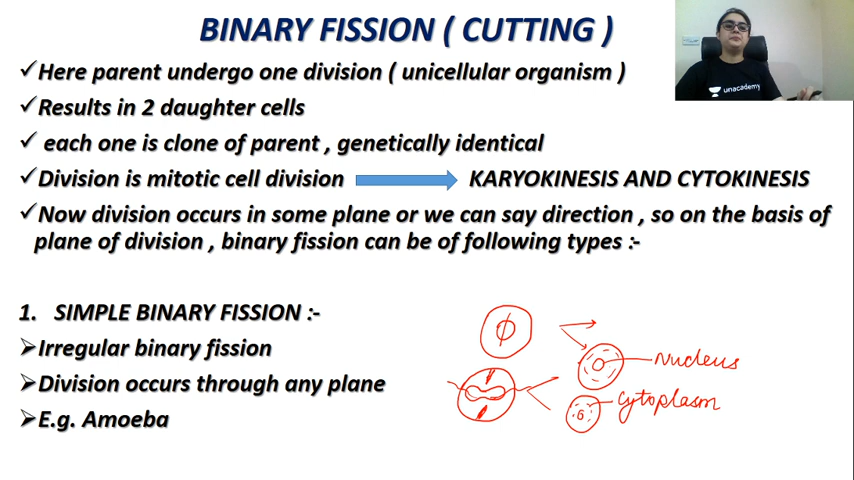 BINARY FISSION ( CUTTING )
✓Here parent undergo one division ( unicellular organism )
✓Results in 2 daughter cells
✓ each one is clone of parent , genetically identical
✓Division is mitotic cell division KARYOKINESIS AND CYTOKINESIS
✓Now division occurs in some plane or we can say direction , so on the basis of
plane of division , binary fission can be of following types :-
1. SIMPLE BINARY FISSION :-
➢Irregular binary fission
➢Division occurs through any plane
➢E.g. Amoeba
Nucleus
Cytoplasm
unacademy